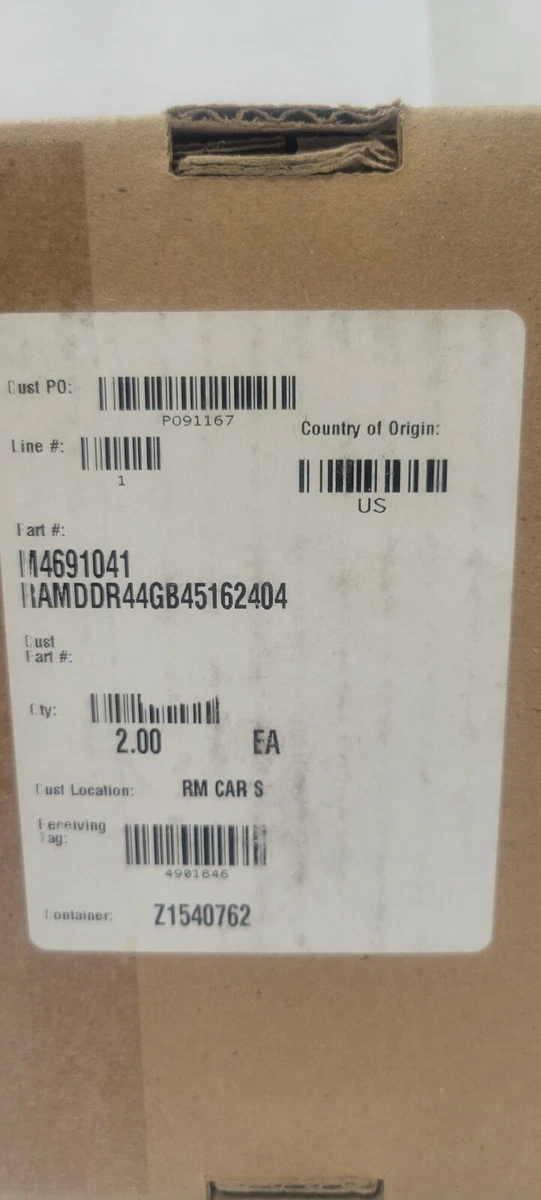 Cust PO:
PO91167
Line #:
1
Country of Origin:
US
Part #:
M4691041
RAMDDR44GB45162404
Cust
Part #:
Qty:
2.00 EA
Cust Location: RM CAR S
Receiving
Tag:
4901846
Container: Z1540762